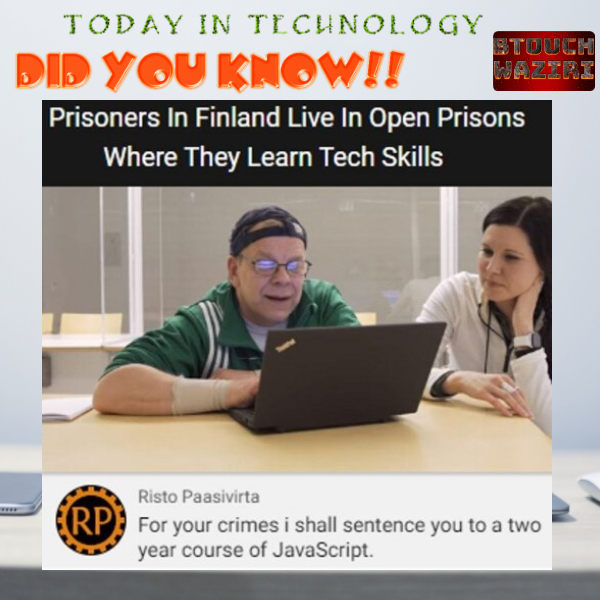 TODAY IN TECHNOLOGY
DID YOU KNOW!!
BTOUCH
WAZIRI
Prisoners In Finland Live In Open Prisons
Where They Learn Tech Skills
ThinkPad
RP
Risto Paasivirta
For your crimes i shall sentence you to a two
year course of JavaScript.